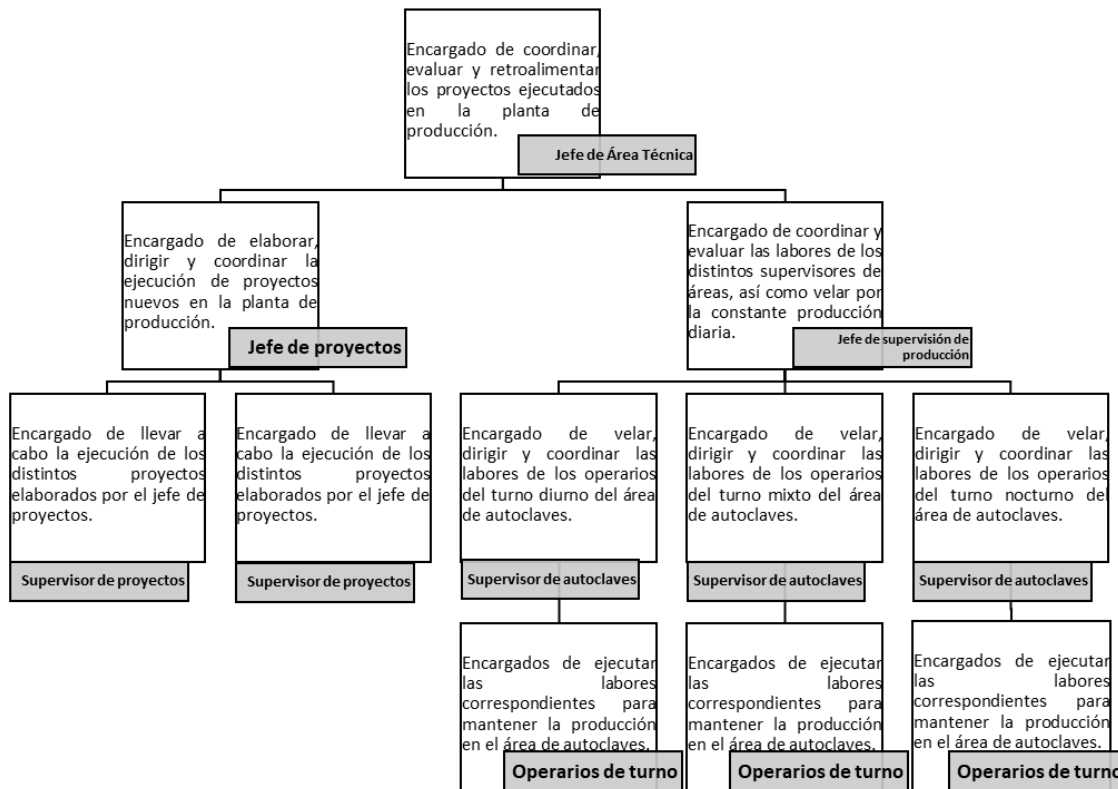 Encargado de coordinar,
evaluar y retroalimentar
los proyectos ejecutados
en la planta de
producción.
Jefe de Área Técnica
Encargado de elaborar,
dirigir y coordinar la
ejecución de proyectos
nuevos en la planta de
producción.
Jefe de proyectos
Encargado de coordinar y
evaluar las labores de los
distintos supervisores de
áreas, así como velar por
la constante producción
diaria.
Jefe de supervisión de
producción
Encargado de llevar a
cabo la ejecución de los
distintos proyectos
elaborados por el jefe de
proyectos.
Supervisor de proyectos
Encargado de llevar a
cabo la ejecución de los
distintos proyectos
elaborados por el jefe de
proyectos.
Supervisor de proyectos
Encargado de velar,
dirigir y coordinar las
labores de los operarios
del turno diurno del área
de autoclaves.
Supervisor de autoclaves
Encargado de velar,
dirigir y coordinar las
labores de los operarios
del turno mixto del área
de autoclaves.
Supervisor de autoclaves
Encargado de velar,
dirigir y coordinar las
labores de los operarios
del turno nocturno del
área de autoclaves.
Supervisor de autoclaves
Encargados de ejecutar
las labores
correspondientes para
mantener la producción
en el área de autoclaves.
Operarios de turno
Encargados de ejecutar
las labores
correspondientes para
mantener la producción
en el área de autoclaves.
Operarios de turno
Encargados de ejecutar
las labores
correspondientes para
mantener la producción
en el área de autoclaves.
Operarios de turno